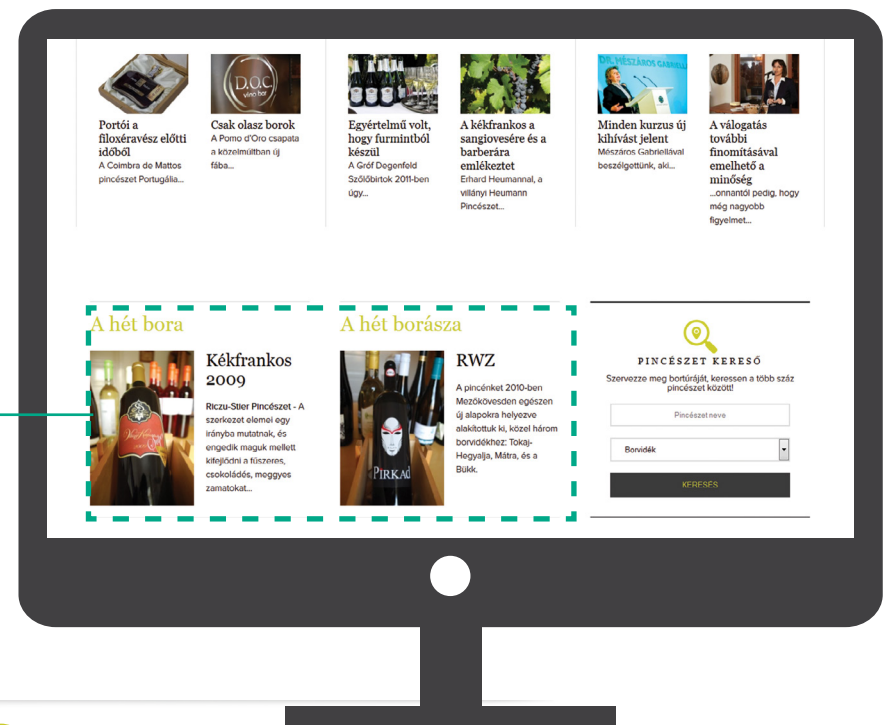 D.O.C.
vino bar
DR. MÉSZÁROS GABRIELLA
Portói a
filoxéravész előtti
időből
A Coimbra de Mattos
pincészet Portugália...
Csak olasz borok
A Pomo d'Oro csapata
a közelmúltban új
fába...
Egyértelmű volt,
hogy furmintból
készül
A Gróf Degenfeld
Szőlőbirtok 2011-ben
úgy...
A kékfrankos a
sangiovesére és a
barberára
emlékeztet
Erhard Heumannal, a
villányi Heumann
Pincészet...
Minden kurzus új
kihívást jelent
Mészáros Gabriellával
beszélgettünk, aki...
A válogatás
további
finomításával
emelhető a
minőség
...onnantól pedig, hogy
még nagyobb
figyelmet...
A hét bora
Kékfrankos
2009
Riczu-Stier Pincészet - A
szerkezet elemei egy
irányba mutatnak, és
engedik maguk mellett
kifejlődni a fűszeres,
csokoládés, meggyes
zamatokat...
A hét borásza
PIRKAD
RWZ
A pincénket 2010-ben
Mezőkövesden egészen
új alapokra helyezve
alakítottuk ki, közel három
borvidékhez: Tokaj-
Hegyalja, Mátra, és a
Bükk.
PINCÉSZET KERESŐ
Szervezze meg bortúráját, keressen a több száz
pincészet között!
Pincészet neve
Borvidék
KERESÉS